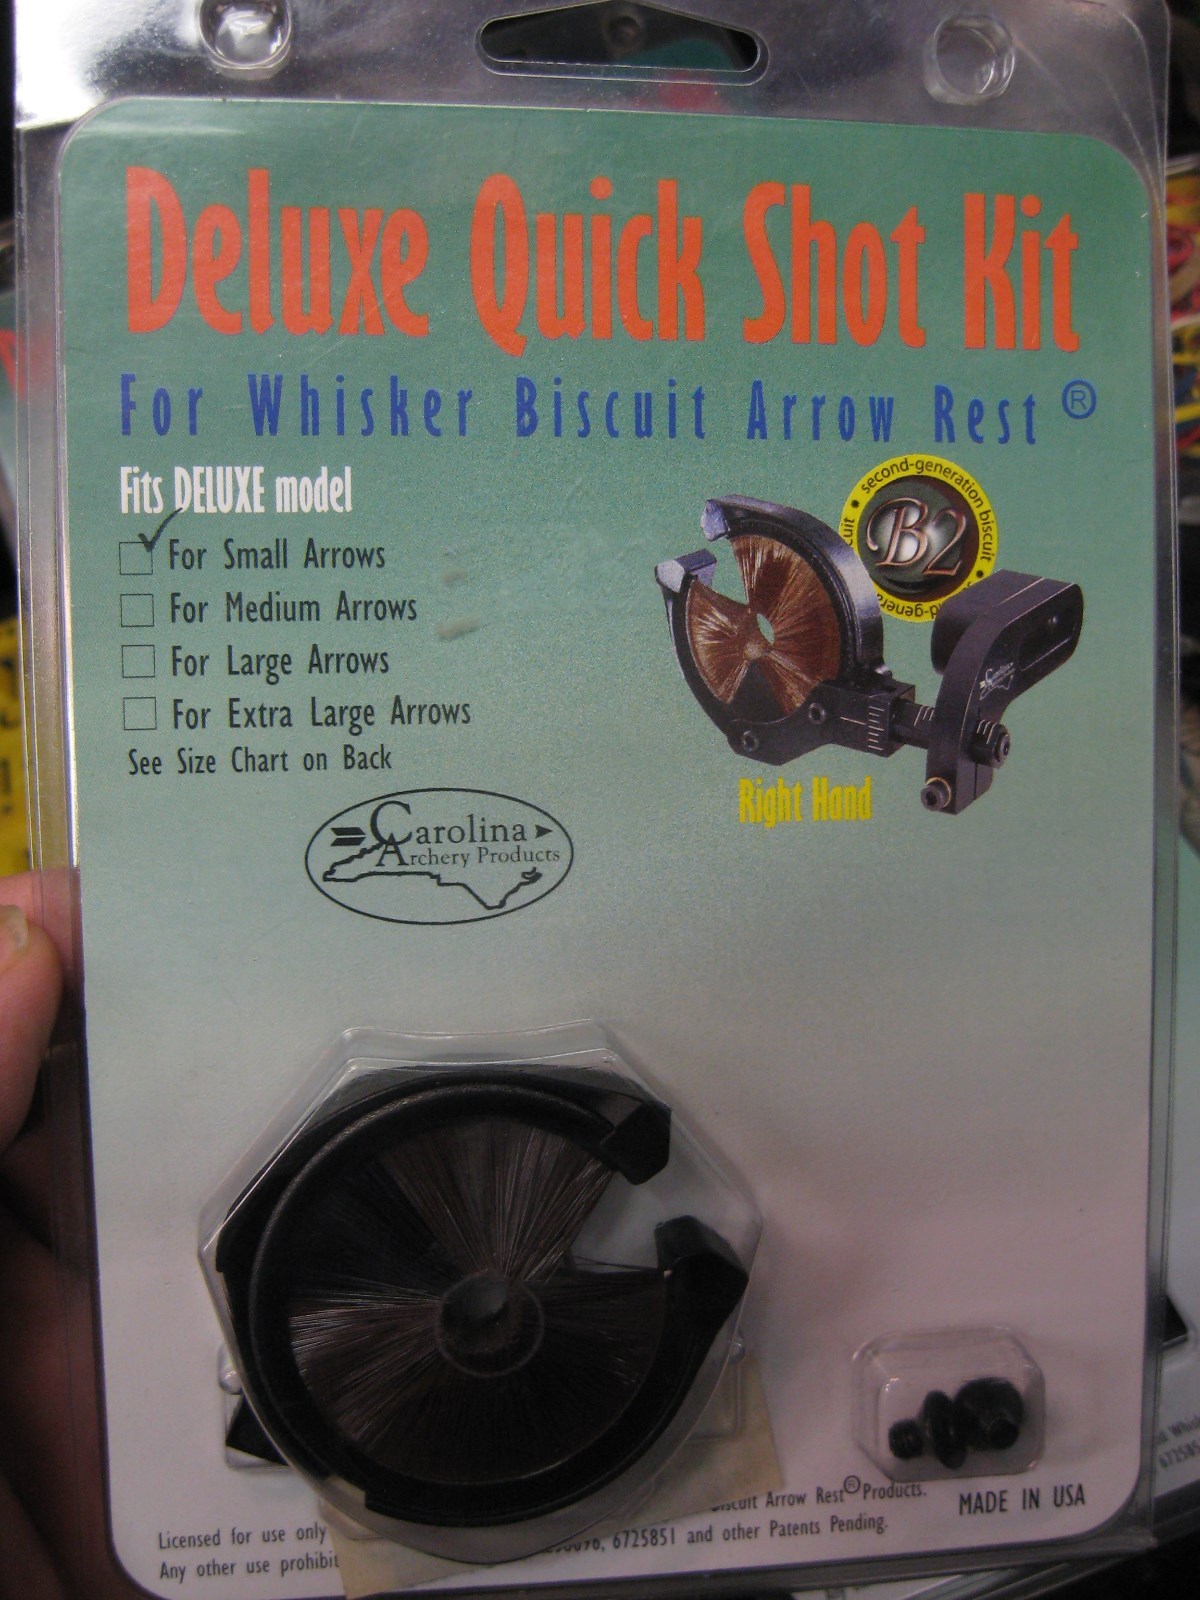 Deluxe Quick Shot Kit
For Whisker Biscuit Arrow Rest ®
Fits DELUXE model
For Small Arrows
For Medium Arrows
For Large Arrows
For Extra Large Arrows
See Size Chart on Back
second-generation biscuit
B2
Carolina
Right Hand
Carolina
Archery Products
Arrow Rest® Products.
MADE IN USA
Licensed for use only
6725851 and other Patents Pending.
Any other use